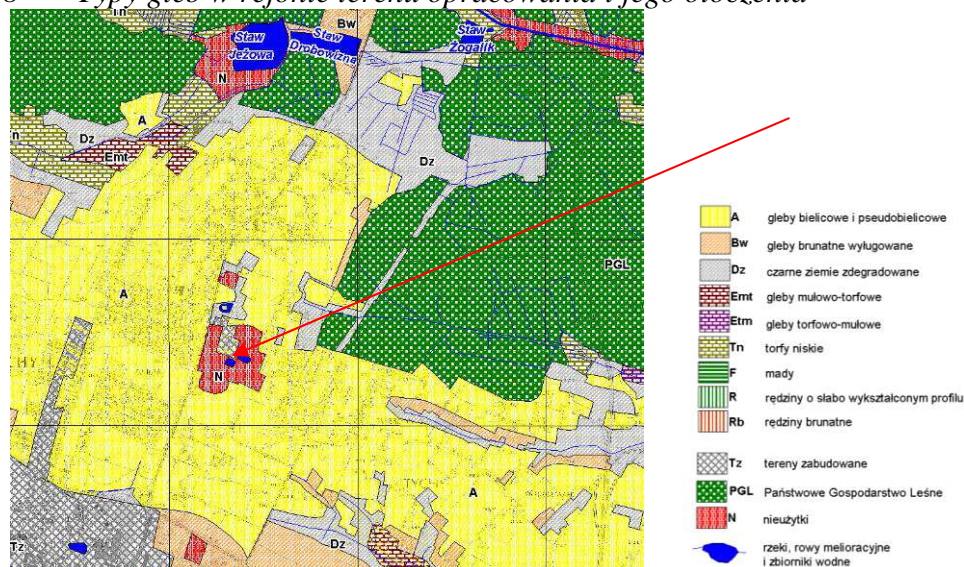 Typy gleb w rejonie terenu opracowania i jego otoczenia
Tn
Bw
Staw
Jeżowa
Staw
Drobowizna
Staw
Żogalik
N
A
Tn
Dz
Emt
Dz
PGL
A
A
N
TYCHY
A
Dz
Tz
A gleby bielicowe i pseudobielicowe
Bw gleby brunatne wyługowane
Dz czarne ziemie zdegradowane
Emt gleby mułowo-torfowe
Etm gleby torfowo-mułowe
Tn torfy niskie
F mady
R rędziny o słabo wykształconym profilu
Rb rędziny brunatne
Tz tereny zabudowane
PGL Państwowe Gospodarstwo Leśne
N nieużytki
rzeki, rowy melioracyjne
i zbiorniki wodne